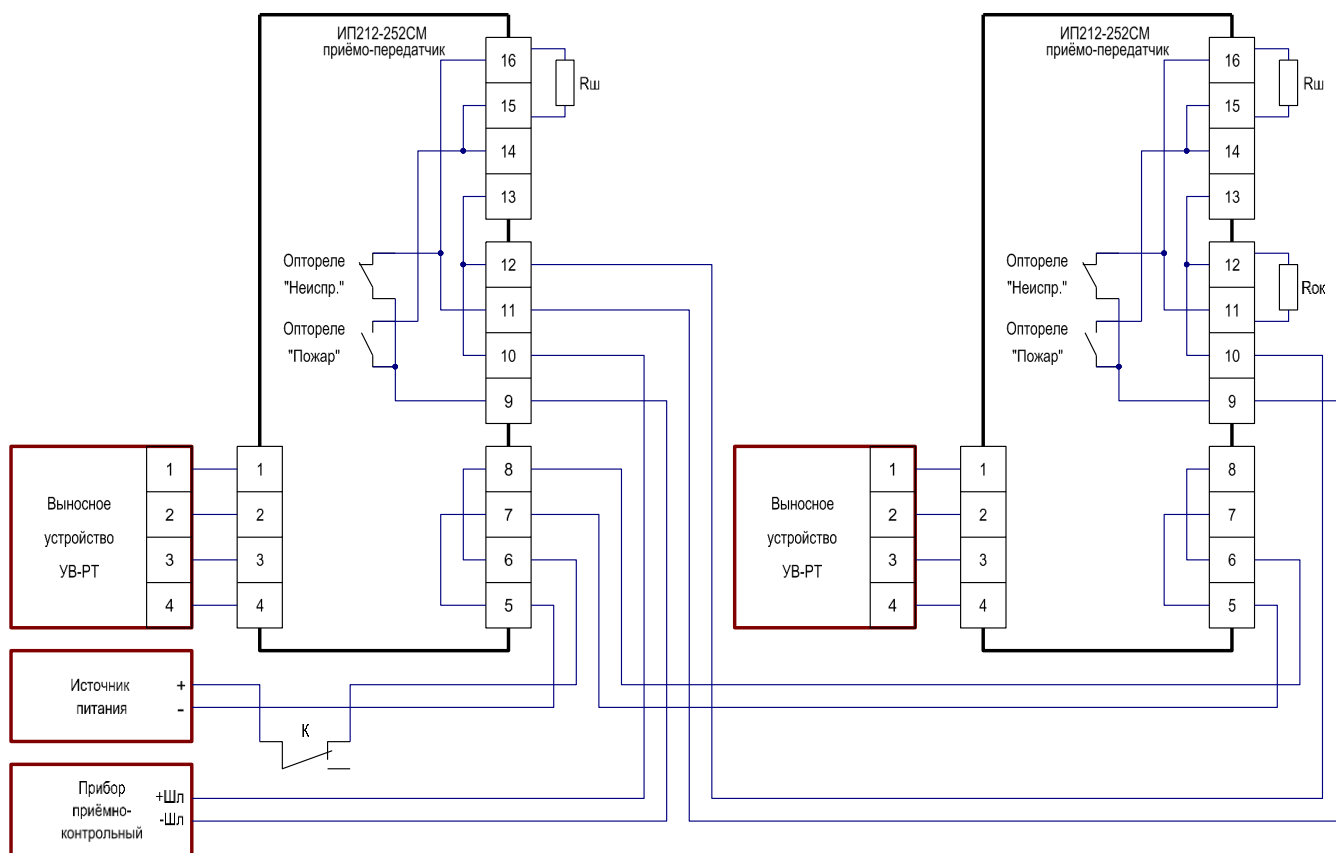 ИП212-252СМ
приёмо-передатчик
16
15
14
13
Rш
12
11
10
9
Оптореле
"Неиспр."
Оптореле
"Пожар"
8
7
6
5
1
2
3
4
1
2
3
4
Выносное
устройство
УВ-РТ
Источник
питания
+
-
К
Прибор
приёмно-
контрольный
+Шл
-Шл
ИП212-252СМ
приёмо-передатчик
16
15
14
13
Rш
12
11
10
9
Rок
Оптореле
"Неиспр."
Оптореле
"Пожар"
8
7
6
5
1
2
3
4
1
2
3
4
Выносное
устройство
УВ-РТ